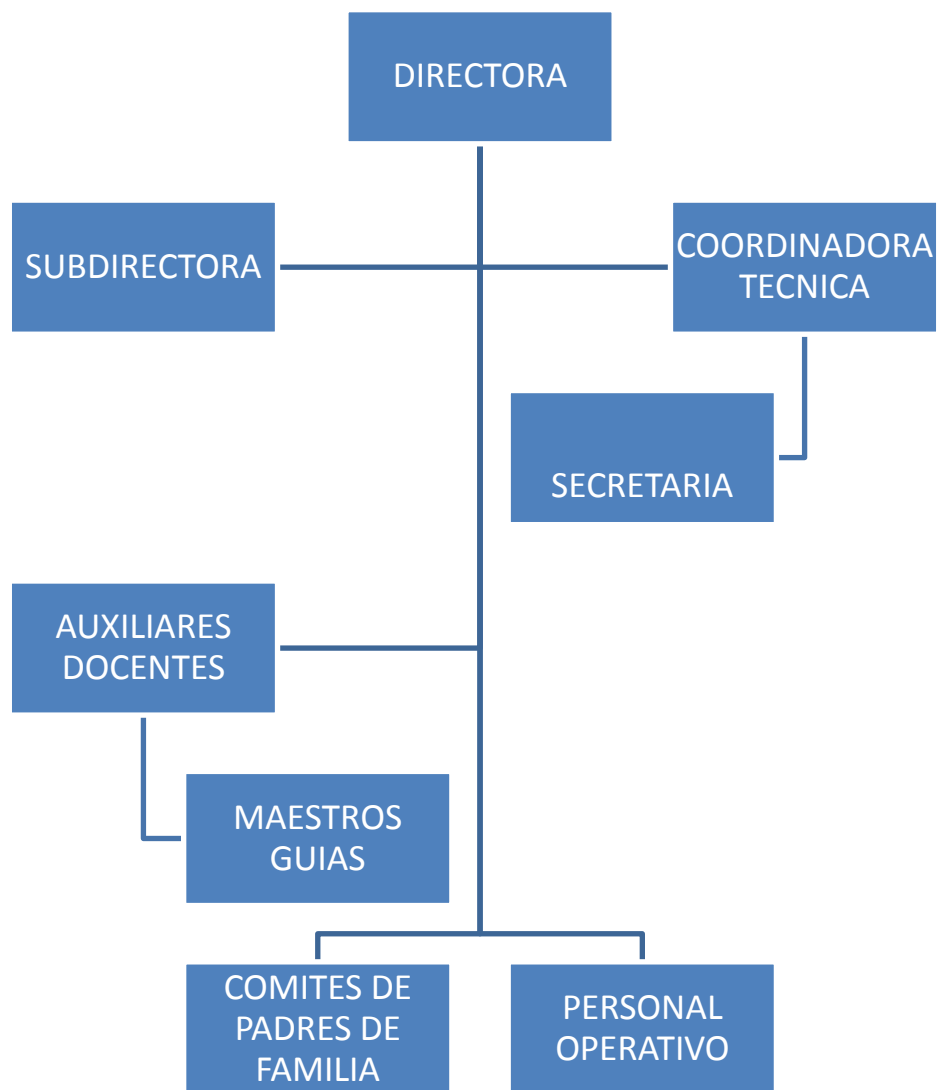 DIRECTORA
SUBDIRECTORA
COORDINADORA
TECNICA
SECRETARIA
AUXILIARES
DOCENTES
MAESTROS
GUIAS
COMITES DE
PADRES DE
FAMILIA
PERSONAL
OPERATIVO